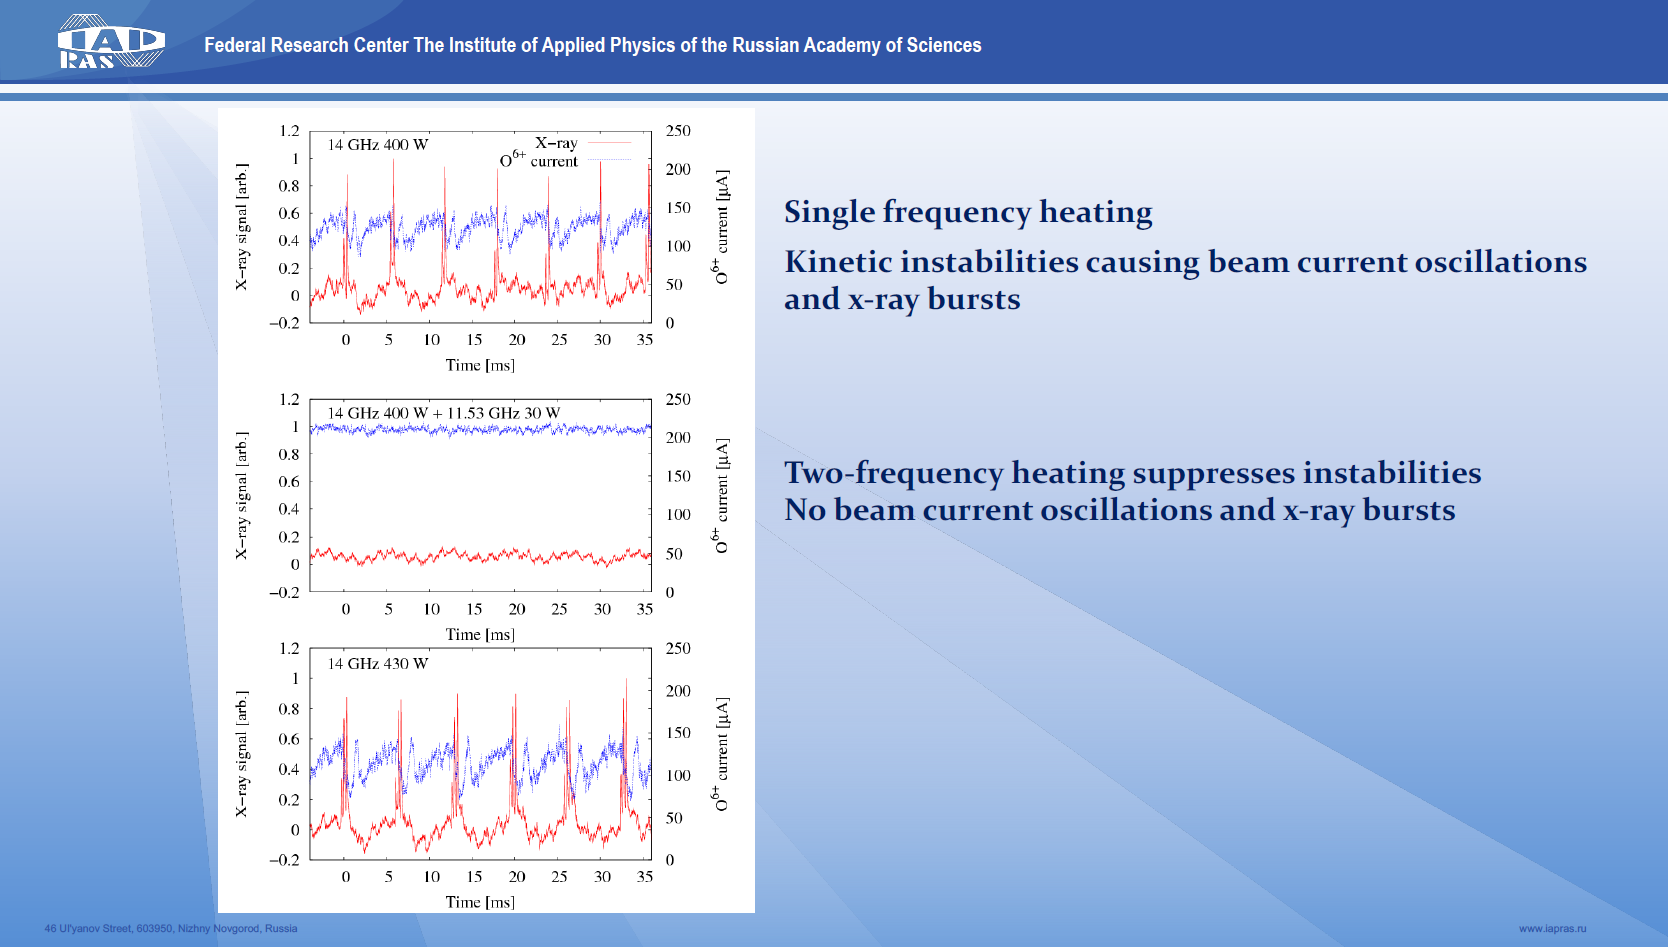 IAP
RAS
Federal Research Center The Institute of Applied Physics of the Russian Academy of Sciences
14 GHz 400 W
X−ray
O6+ current
1.2
1
0.8
0.6
0.4
0.2
0
−0.2
X−ray signal [arb.]
250
200
150
100
50
0
O6+ current [μA]
0 5 10 15 20 25 30 35
Time [ms]
Single frequency heating
Kinetic instabilities causing beam current oscillations
and x-ray bursts
14 GHz 400 W + 11.53 GHz 30 W
1.2
1
0.8
0.6
0.4
0.2
0
−0.2
X−ray signal [arb.]
250
200
150
100
50
0
O6+ current [μA]
0 5 10 15 20 25 30 35
Time [ms]
Two-frequency heating suppresses instabilities
No beam current oscillations and x-ray bursts
14 GHz 430 W
1.2
1
0.8
0.6
0.4
0.2
0
−0.2
X−ray signal [arb.]
250
200
150
100
50
0
O6+ current [μA]
0 5 10 15 20 25 30 35
Time [ms]
46 Ul'yanov Street, 603950, Nizhny Novgorod, Russia
www.iapras.ru